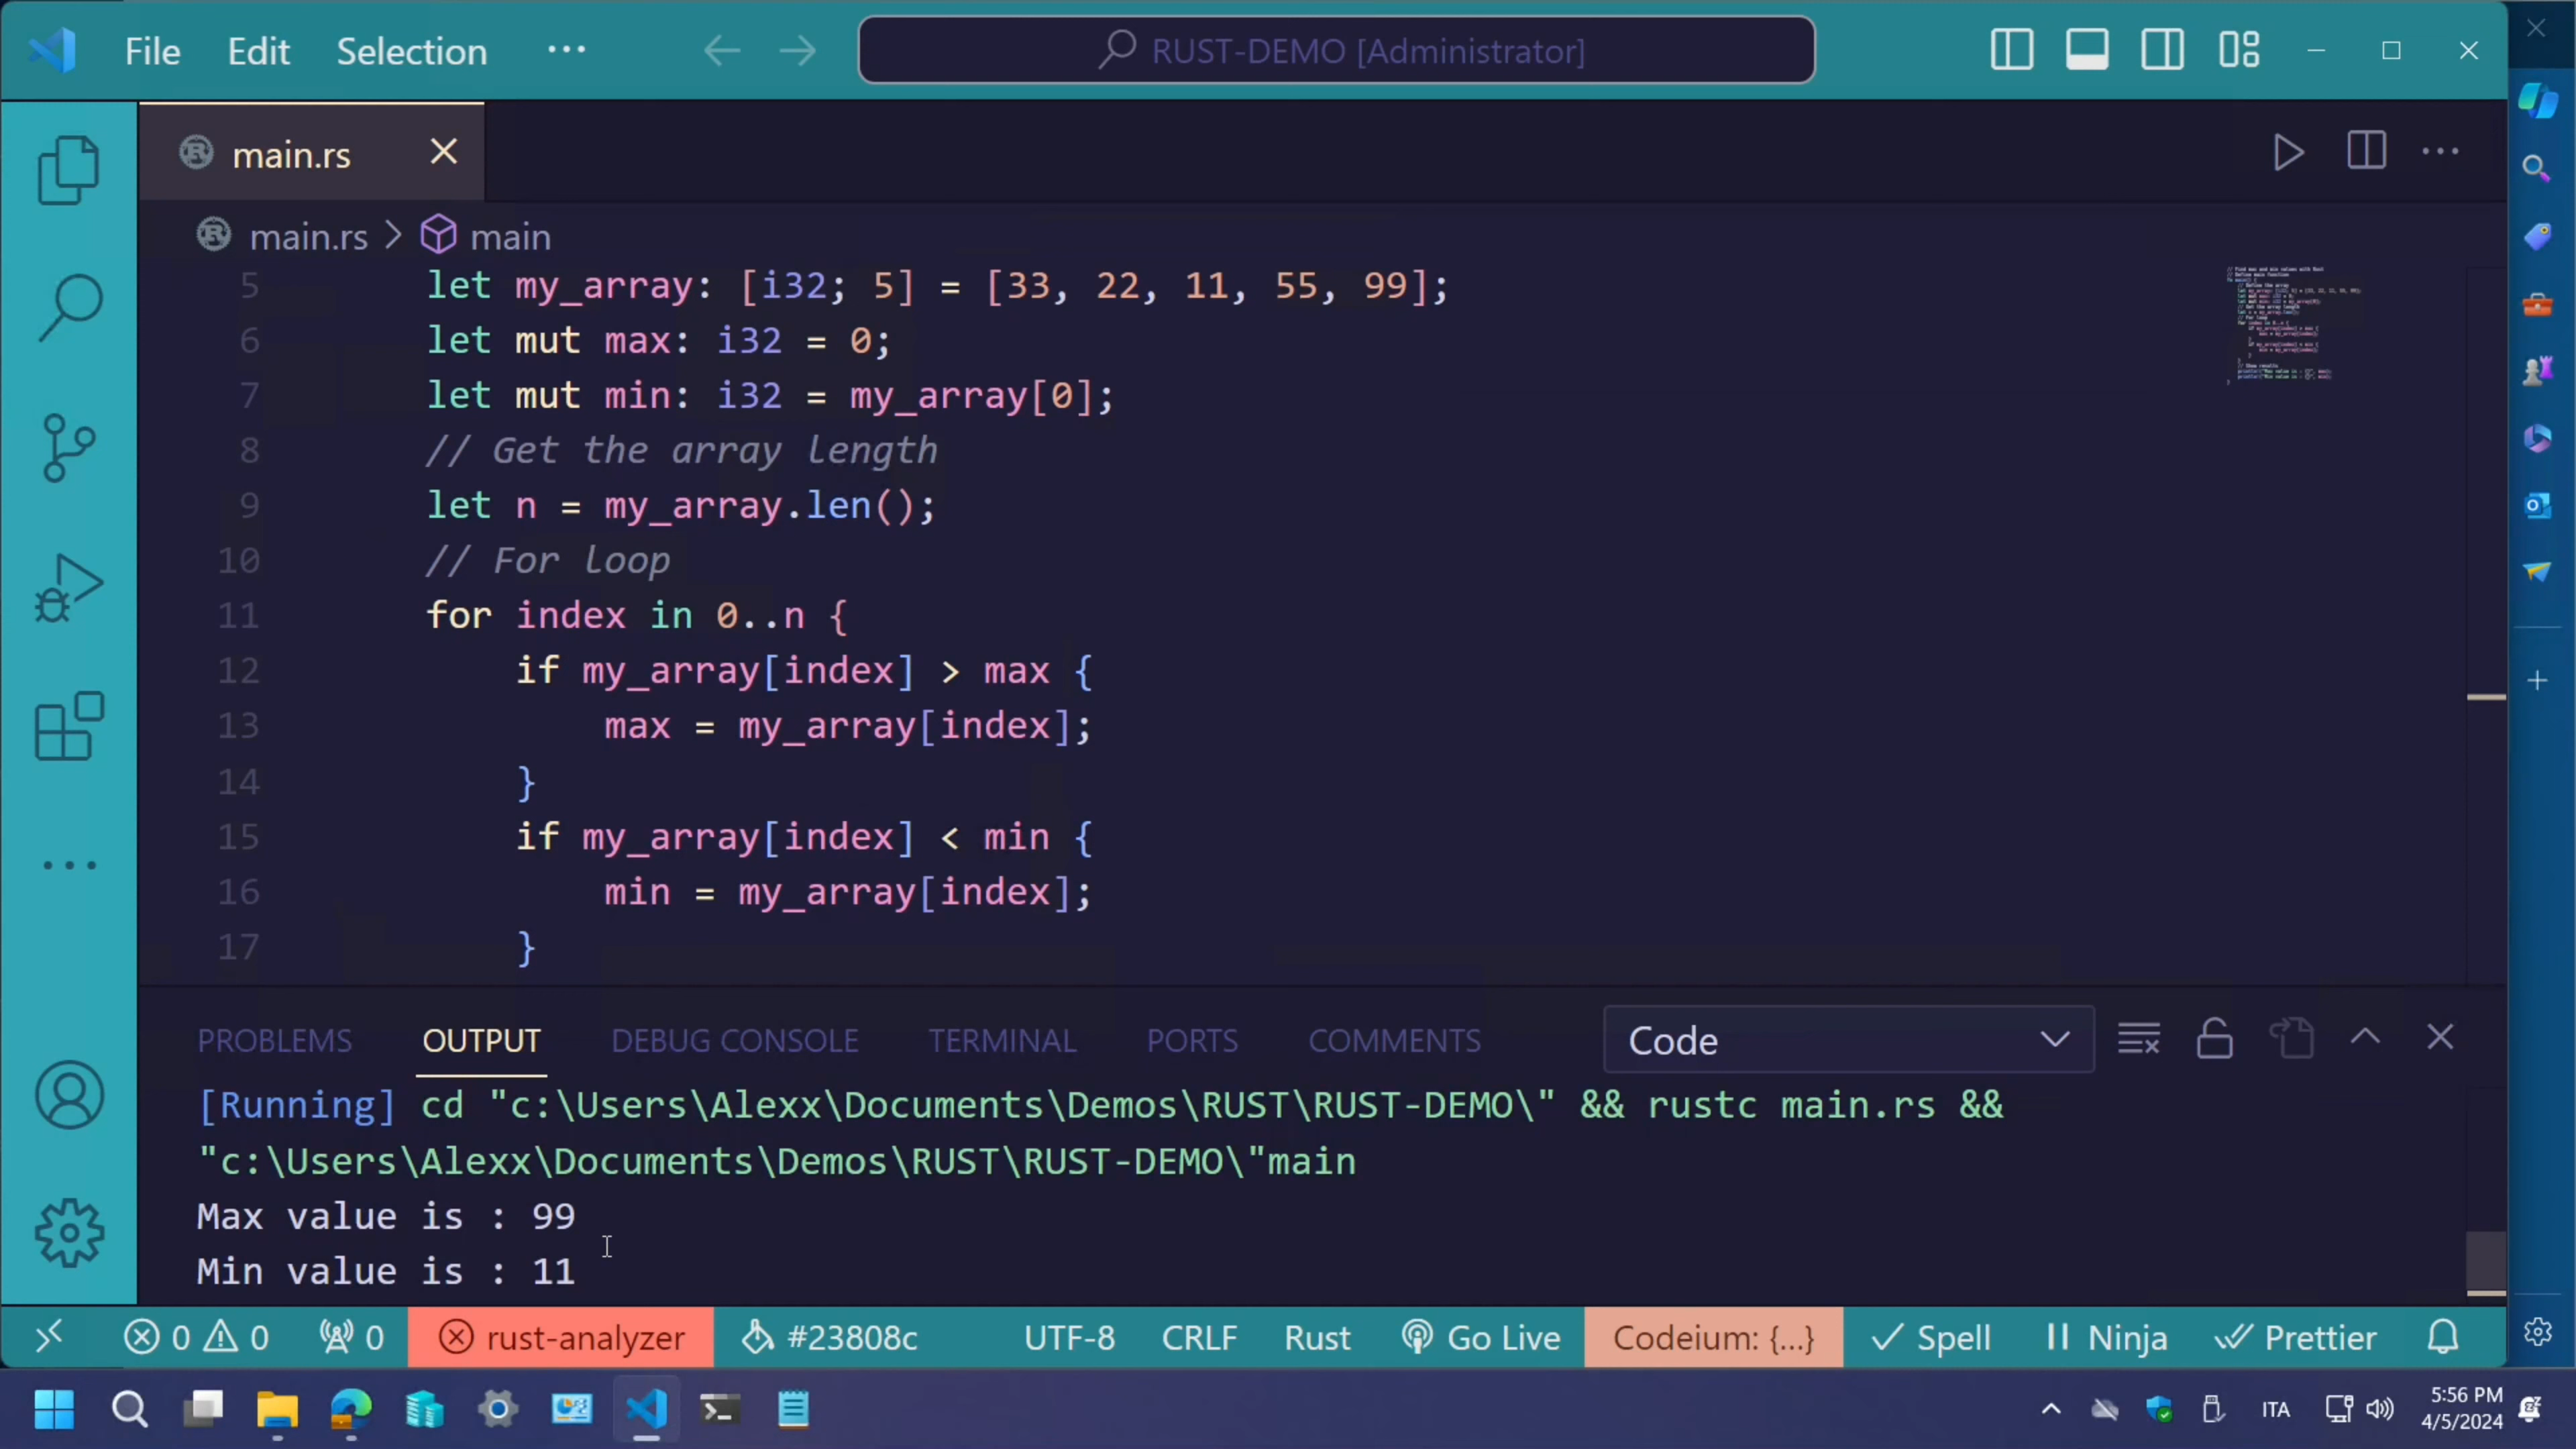 File Edit Selection ... RUST-DEMO [Administrator]
main.rs
main.rs > main
5 let my_array: [i32; 5] = [33, 22, 11, 55, 99];
6 let mut max: i32 = 0;
7 let mut min: i32 = my_array[0];
8 // Get the array length
9 let n = my_array.len();
10 // For loop
11 for index in 0..n {
12 if my_array[index] > max {
13 max = my_array[index];
14 }
15 if my_array[index] < min {
16 min = my_array[index];
17 }
PROBLEMS OUTPUT DEBUG CONSOLE TERMINAL PORTS COMMENTS Code
[Running] cd "c:\Users\Alexx\Documents\Demos\RUST\RUST-DEMO\" && rustc main.rs &&
"c:\Users\Alexx\Documents\Demos\RUST\RUST-DEMO\"main
Max value is : 99
Min value is : 11
0 0 0 rust-analyzer #23808c UTF-8 CRLF Rust Go Live Codeium: {...} Spell Ninja Prettier
ITA 5:56 PM
4/5/2024